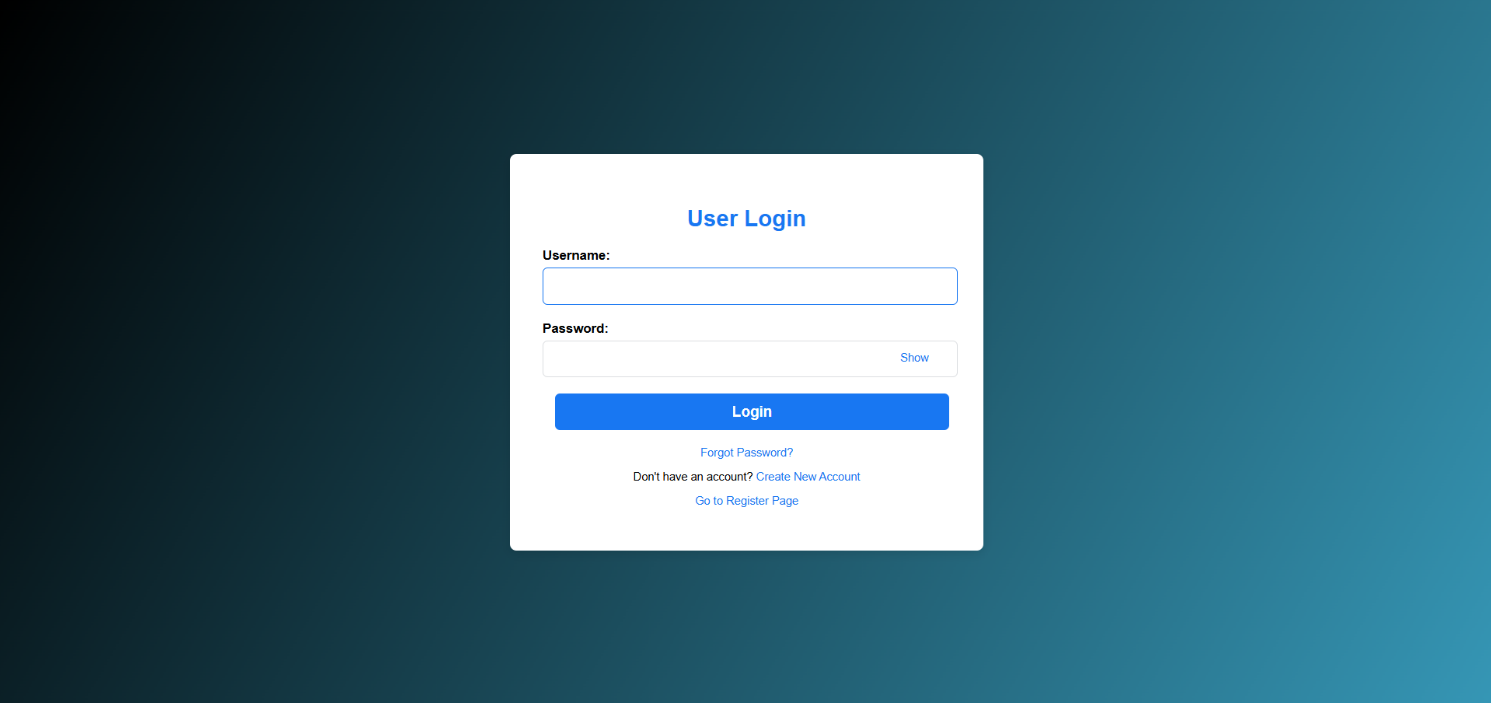 User Login
Username:
Password:
Show
Login
Forgot Password?
Don't have an account? Create New Account
Go to Register Page